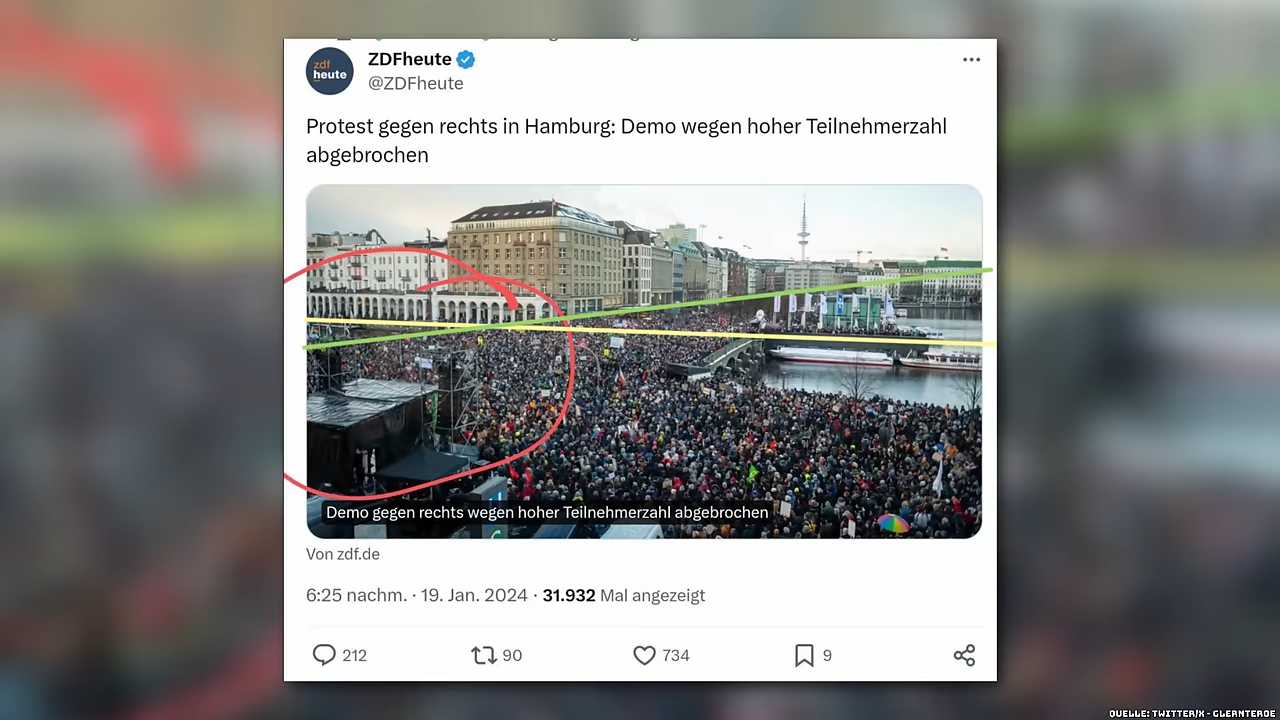 ZDFheute
zdf
heute
@ZDFheute
Protest gegen rechts in Hamburg: Demo wegen hoher Teilnehmerzahl
abgebrochen
Demo gegen rechts wegen hoher Teilnehmerzahl abgebrochen
Von zdf.de
6:25 nachm. · 19. Jan. 2024 · 31.932 Mal angezeigt
212 90 734 9
QUELLE: TWITTER/X - GLERNTEROE